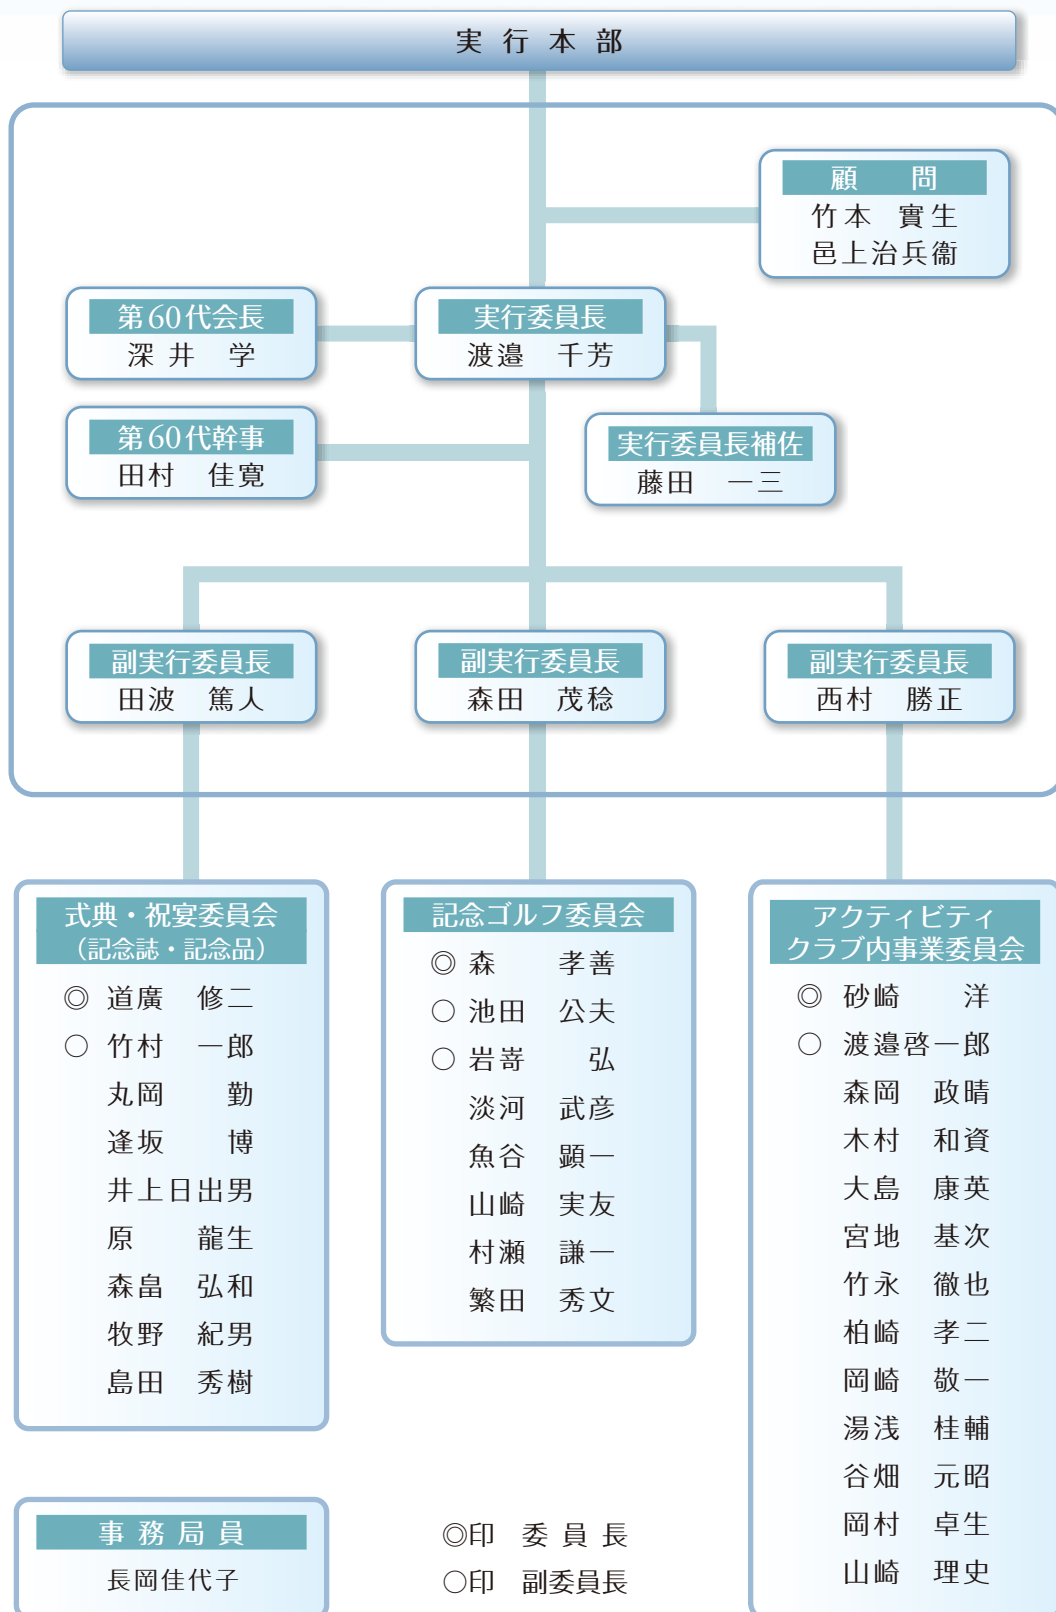 実行本部
顧　問
竹本　實生
邑上治兵衞
第60代会長
深井　学
実行委員長
渡邉　千芳
第60代幹事
田村　佳寛
実行委員長補佐
藤田　一三
副実行委員長
田波　篤人
副実行委員長
森田　茂稔
副実行委員長
西村　勝正
式典・祝宴委員会
（記念誌・記念品）
◎ 道廣　修二
○ 竹村　一郎
丸岡　勤
逢坂　博
井上日出男
原　龍生
森畠　弘和
牧野　紀男
島田　秀樹
記念ゴルフ委員会
◎ 森　孝善
○ 池田　公夫
○ 岩嵜　弘
淡河　武彦
魚谷　顕一
山崎　実友
村瀬　謙一
繁田　秀文
アクティビティ
クラブ内事業委員会
◎ 砂崎　洋
○ 渡邉啓一郎
森岡　政晴
木村　和資
大島　康英
宮地　基次
竹永　徹也
柏崎　孝二
岡崎　敬一
湯浅　桂輔
谷畑　元昭
岡村　卓生
山崎　理史
事務局員
長岡佳代子
◎印　委員長
○印　副委員長